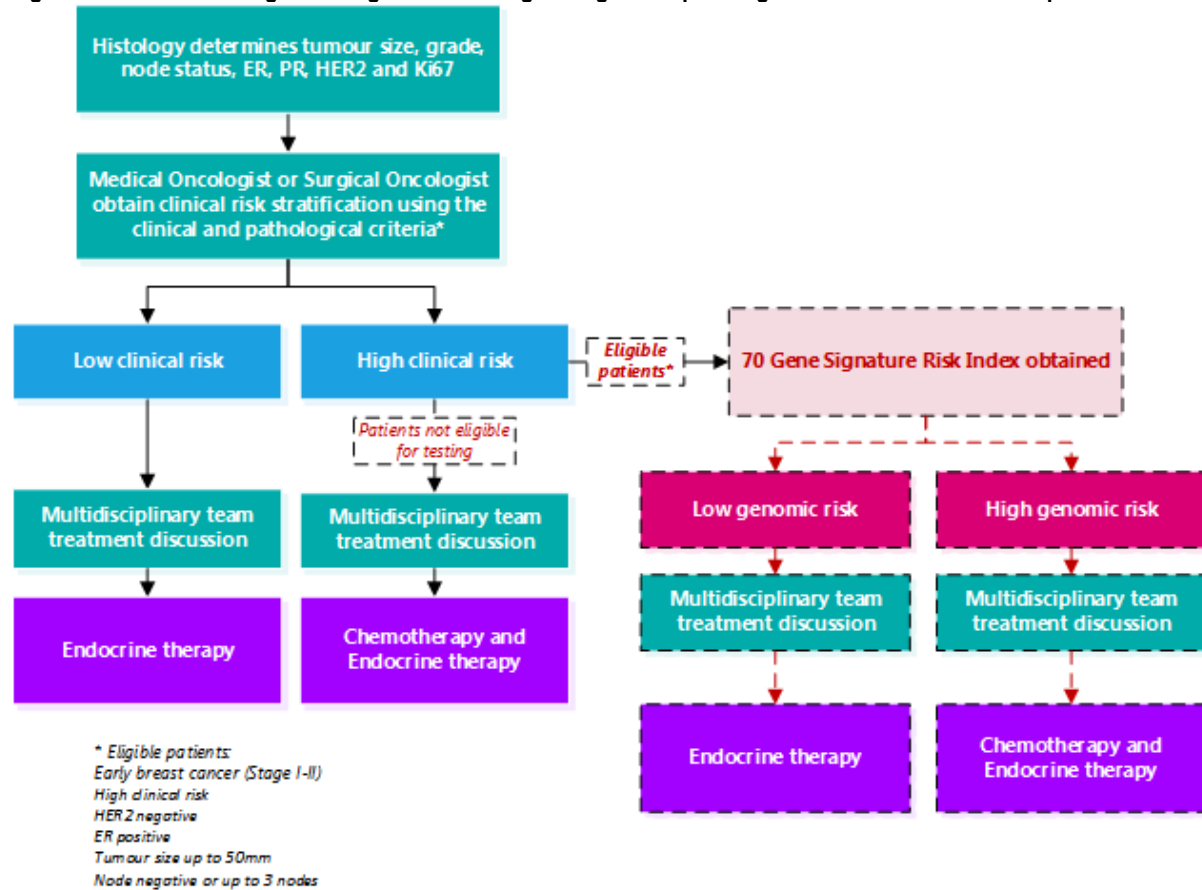 Histology determines tumour size, grade,
node status, ER, PR, HER2 and Ki67
Medical Oncologist or Surgical Oncologist
obtain clinical risk stratification using the
clinical and pathological criteria*
Low clinical risk
High clinical risk
Eligible
patients*
70 Gene Signature Risk Index obtained
Patients not eligible
for testing
Low genomic risk
High genomic risk
Multidisciplinary team
treatment discussion
Multidisciplinary team
treatment discussion
Multidisciplinary team
treatment discussion
Multidisciplinary team
treatment discussion
Endocrine therapy
Chemotherapy and
Endocrine therapy
Endocrine therapy
Chemotherapy and
Endocrine therapy
* Eligible patients:
Early breast cancer (Stage I-II)
High clinical risk
HER2 negative
ER positive
Tumour size up to 50mm
Node negative or up to 3 nodes